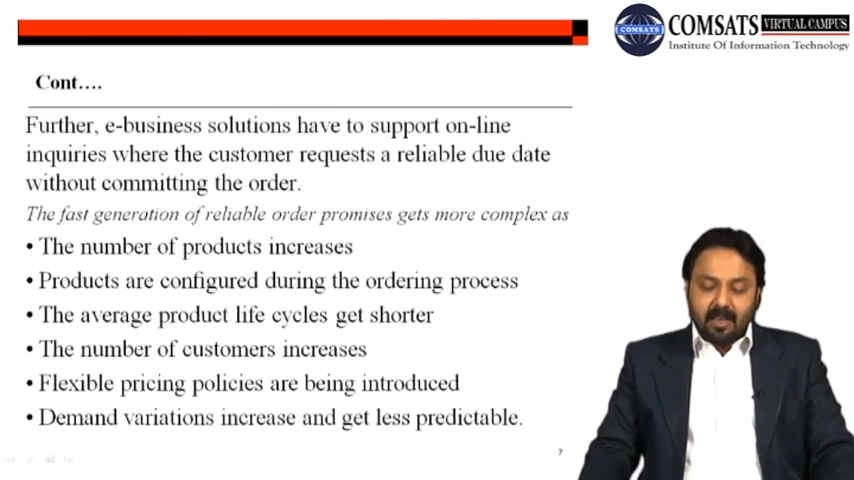 COMSATS VIRTUAL CAMPUS
COMSATS
Institute Of Information Technology
Cont....
Further, e-business solutions have to support on-line
inquiries where the customer requests a reliable due date
without committing the order.
The fast generation of reliable order promises gets more complex as
• The number of products increases
• Products are configured during the ordering process
• The average product life cycles get shorter
• The number of customers increases
• Flexible pricing policies are being introduced
• Demand variations increase and get less predictable.
7